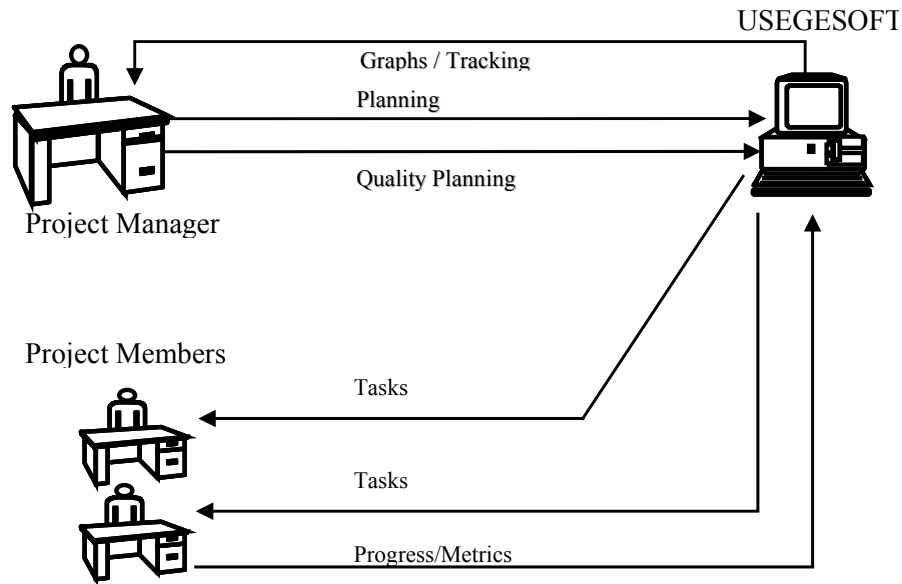 USEGESOFT
Graphs / Tracking
Planning
Quality Planning
Project Manager
Project Members
Tasks
Tasks
Progress/Metrics